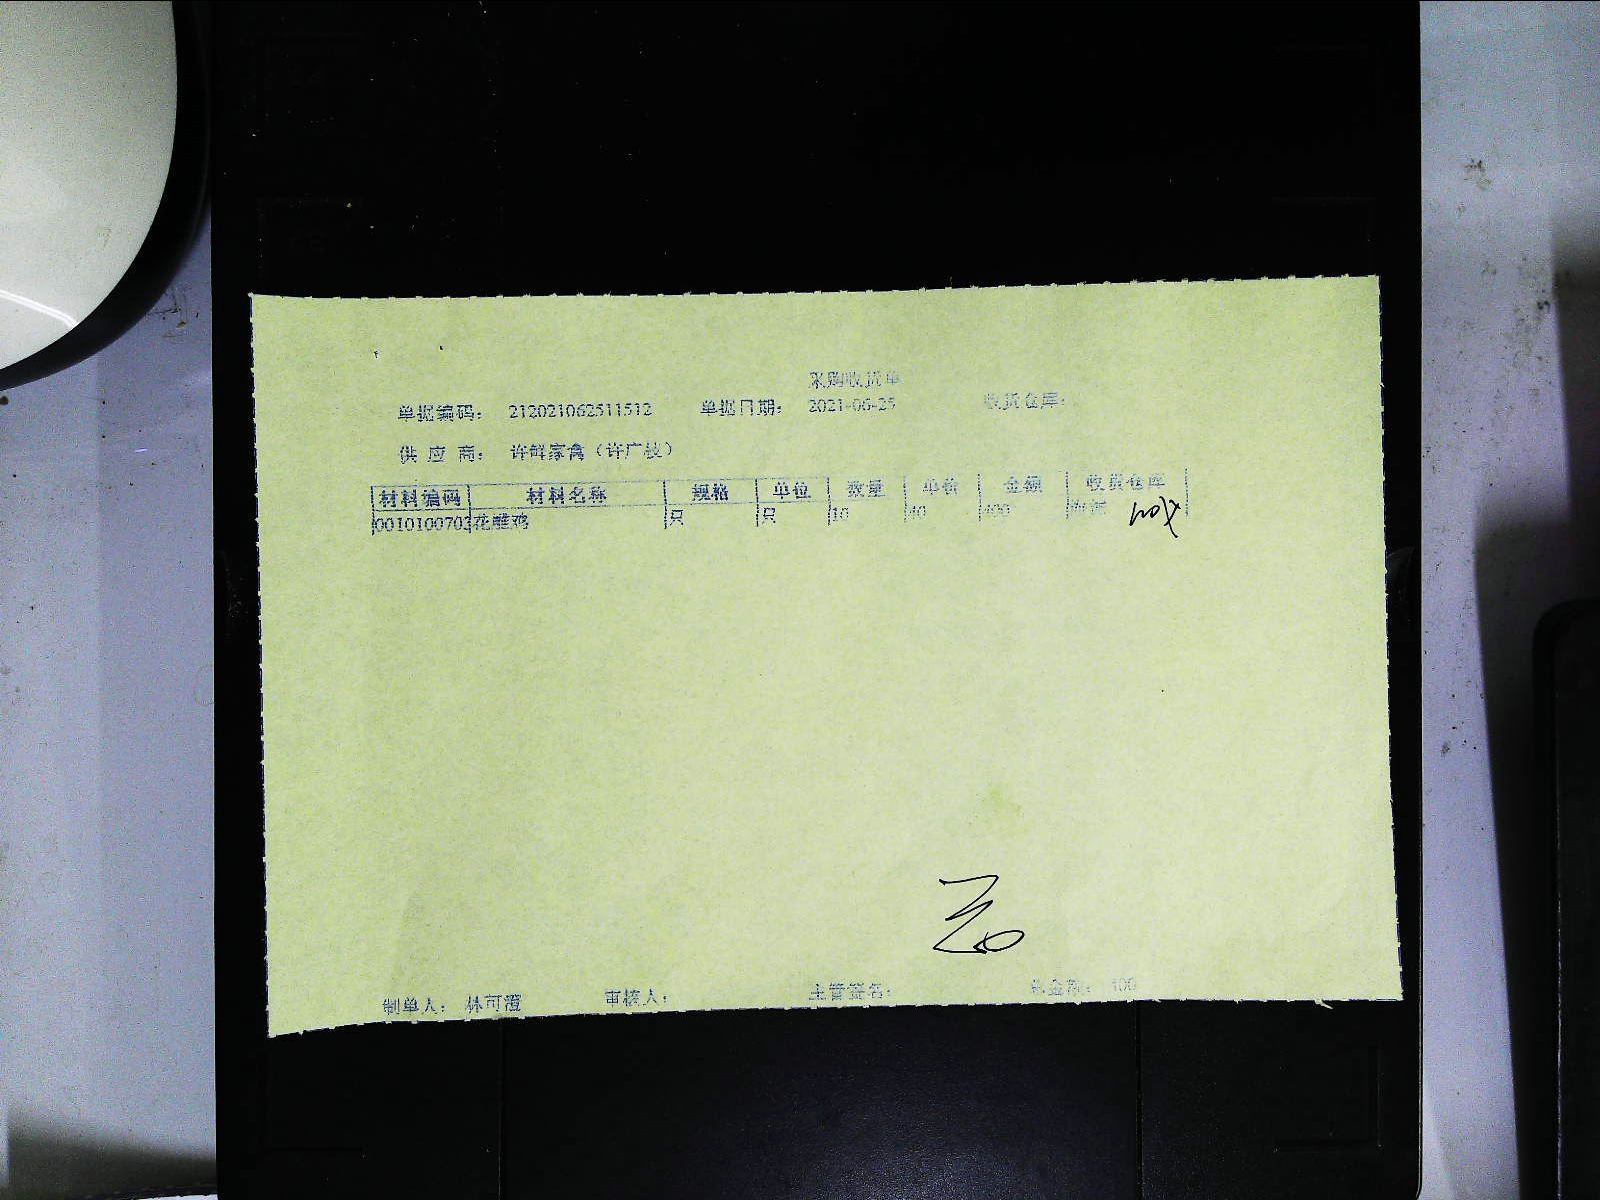 采购收货单
单据编码： 212021062511512 单据日期： 2021-06-25 收货仓库：
供 应 商： 许鲜家禽（许广枝）
材料编码 材料名称 规格 单位 数量 单价 金额 收货仓库
0010100702 花雕鸡 只 只 10 40 400
制单人： 林可澄 审核人： 主管签名： 总金额： 400